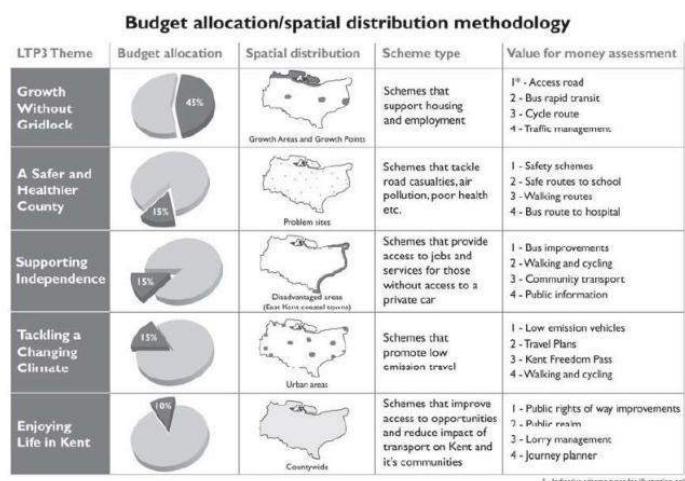 Budget allocation/spatial distribution methodology
LTP3 Theme
Budget allocation
Spatial distribution
Scheme type
Value for money assessment
Growth
Without
Gridlock
45%
Growth Areas and Growth Points
Schemes that
support housing
and employment
1* - Access road
2 - Bus rapid transit
3 - Cycle route
4 - Traffic management
A Safer and
Healthier
County
15%
Problem sites
Schemes that tackle
road casualties, air
pollution, poor health
etc.
1 - Safety schemes
2 - Safe routes to school
3 - Walking routes
4 - Bus route to hospital
Supporting
Independence
15%
Disadvantaged areas
(East Kent coastal towns)
Schemes that provide
access to jobs and
services for those
without access to a
private car
1 - Bus improvements
2 - Walking and cycling
3 - Community transport
4 - Public information
Tackling a
Changing
Climate
15%
Urban areas
Schemes that
promote low
emission travel
1 - Low emission vehicles
2 - Travel Plans
3 - Kent Freedom Pass
4 - Walking and cycling
Enjoying
Life in Kent
10%
Countywide
Schemes that improve
access to opportunities
and reduce impact of
transport on Kent and
it's communities
1 - Public rights of way improvements
2 - Public realm
3 - Lorry management
4 - Journey planner